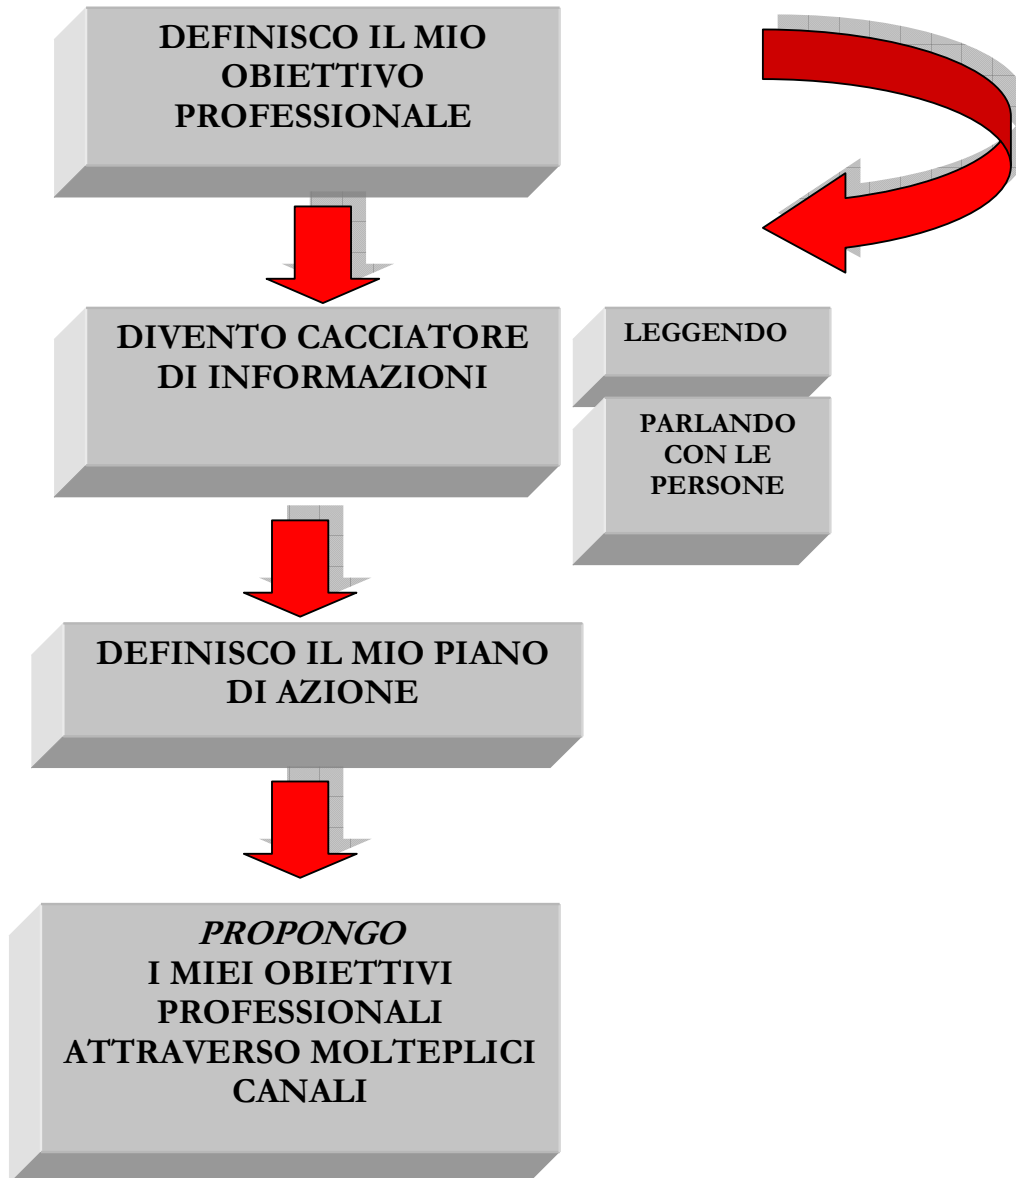 DEFINISCO IL MIO
OBIETTIVO
PROFESSIONALE
DIVENTO CACCIATORE
DI INFORMAZIONI
LEGGENDO
PARLANDO
CON LE
PERSONE
DEFINISCO IL MIO PIANO
DI AZIONE
PROPONGO
I MIEI OBIETTIVI
PROFESSIONALI
ATTRAVERSO MOLTEPLICI
CANALI